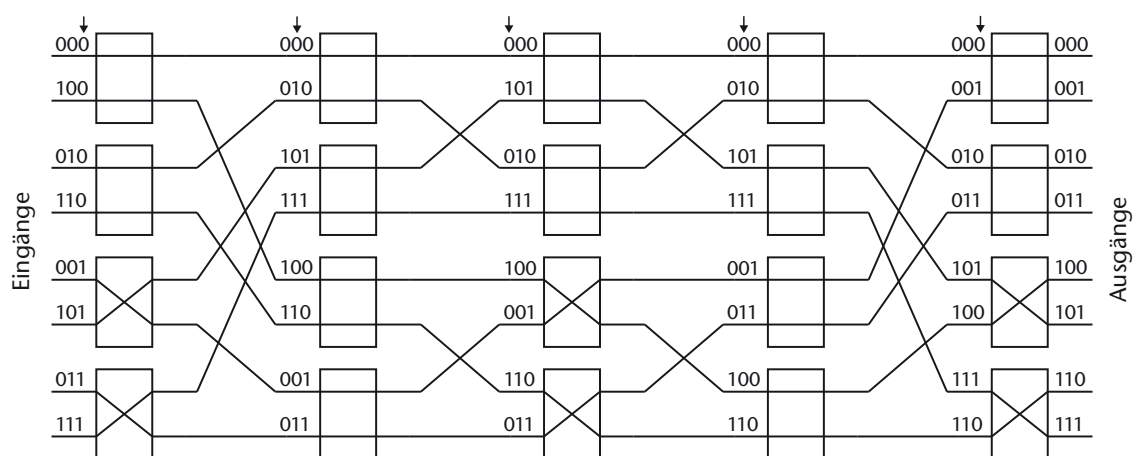 000 000 000 000 000 000
100 010 101 010 001 001
010 101 010 101 010 010
110 111 111 111 011 011
Eingänge
Ausgänge
001 100 100 001 101 100
101 110 001 011 100 101
011 001 110 100 111 110
111 011 011 110 110 111